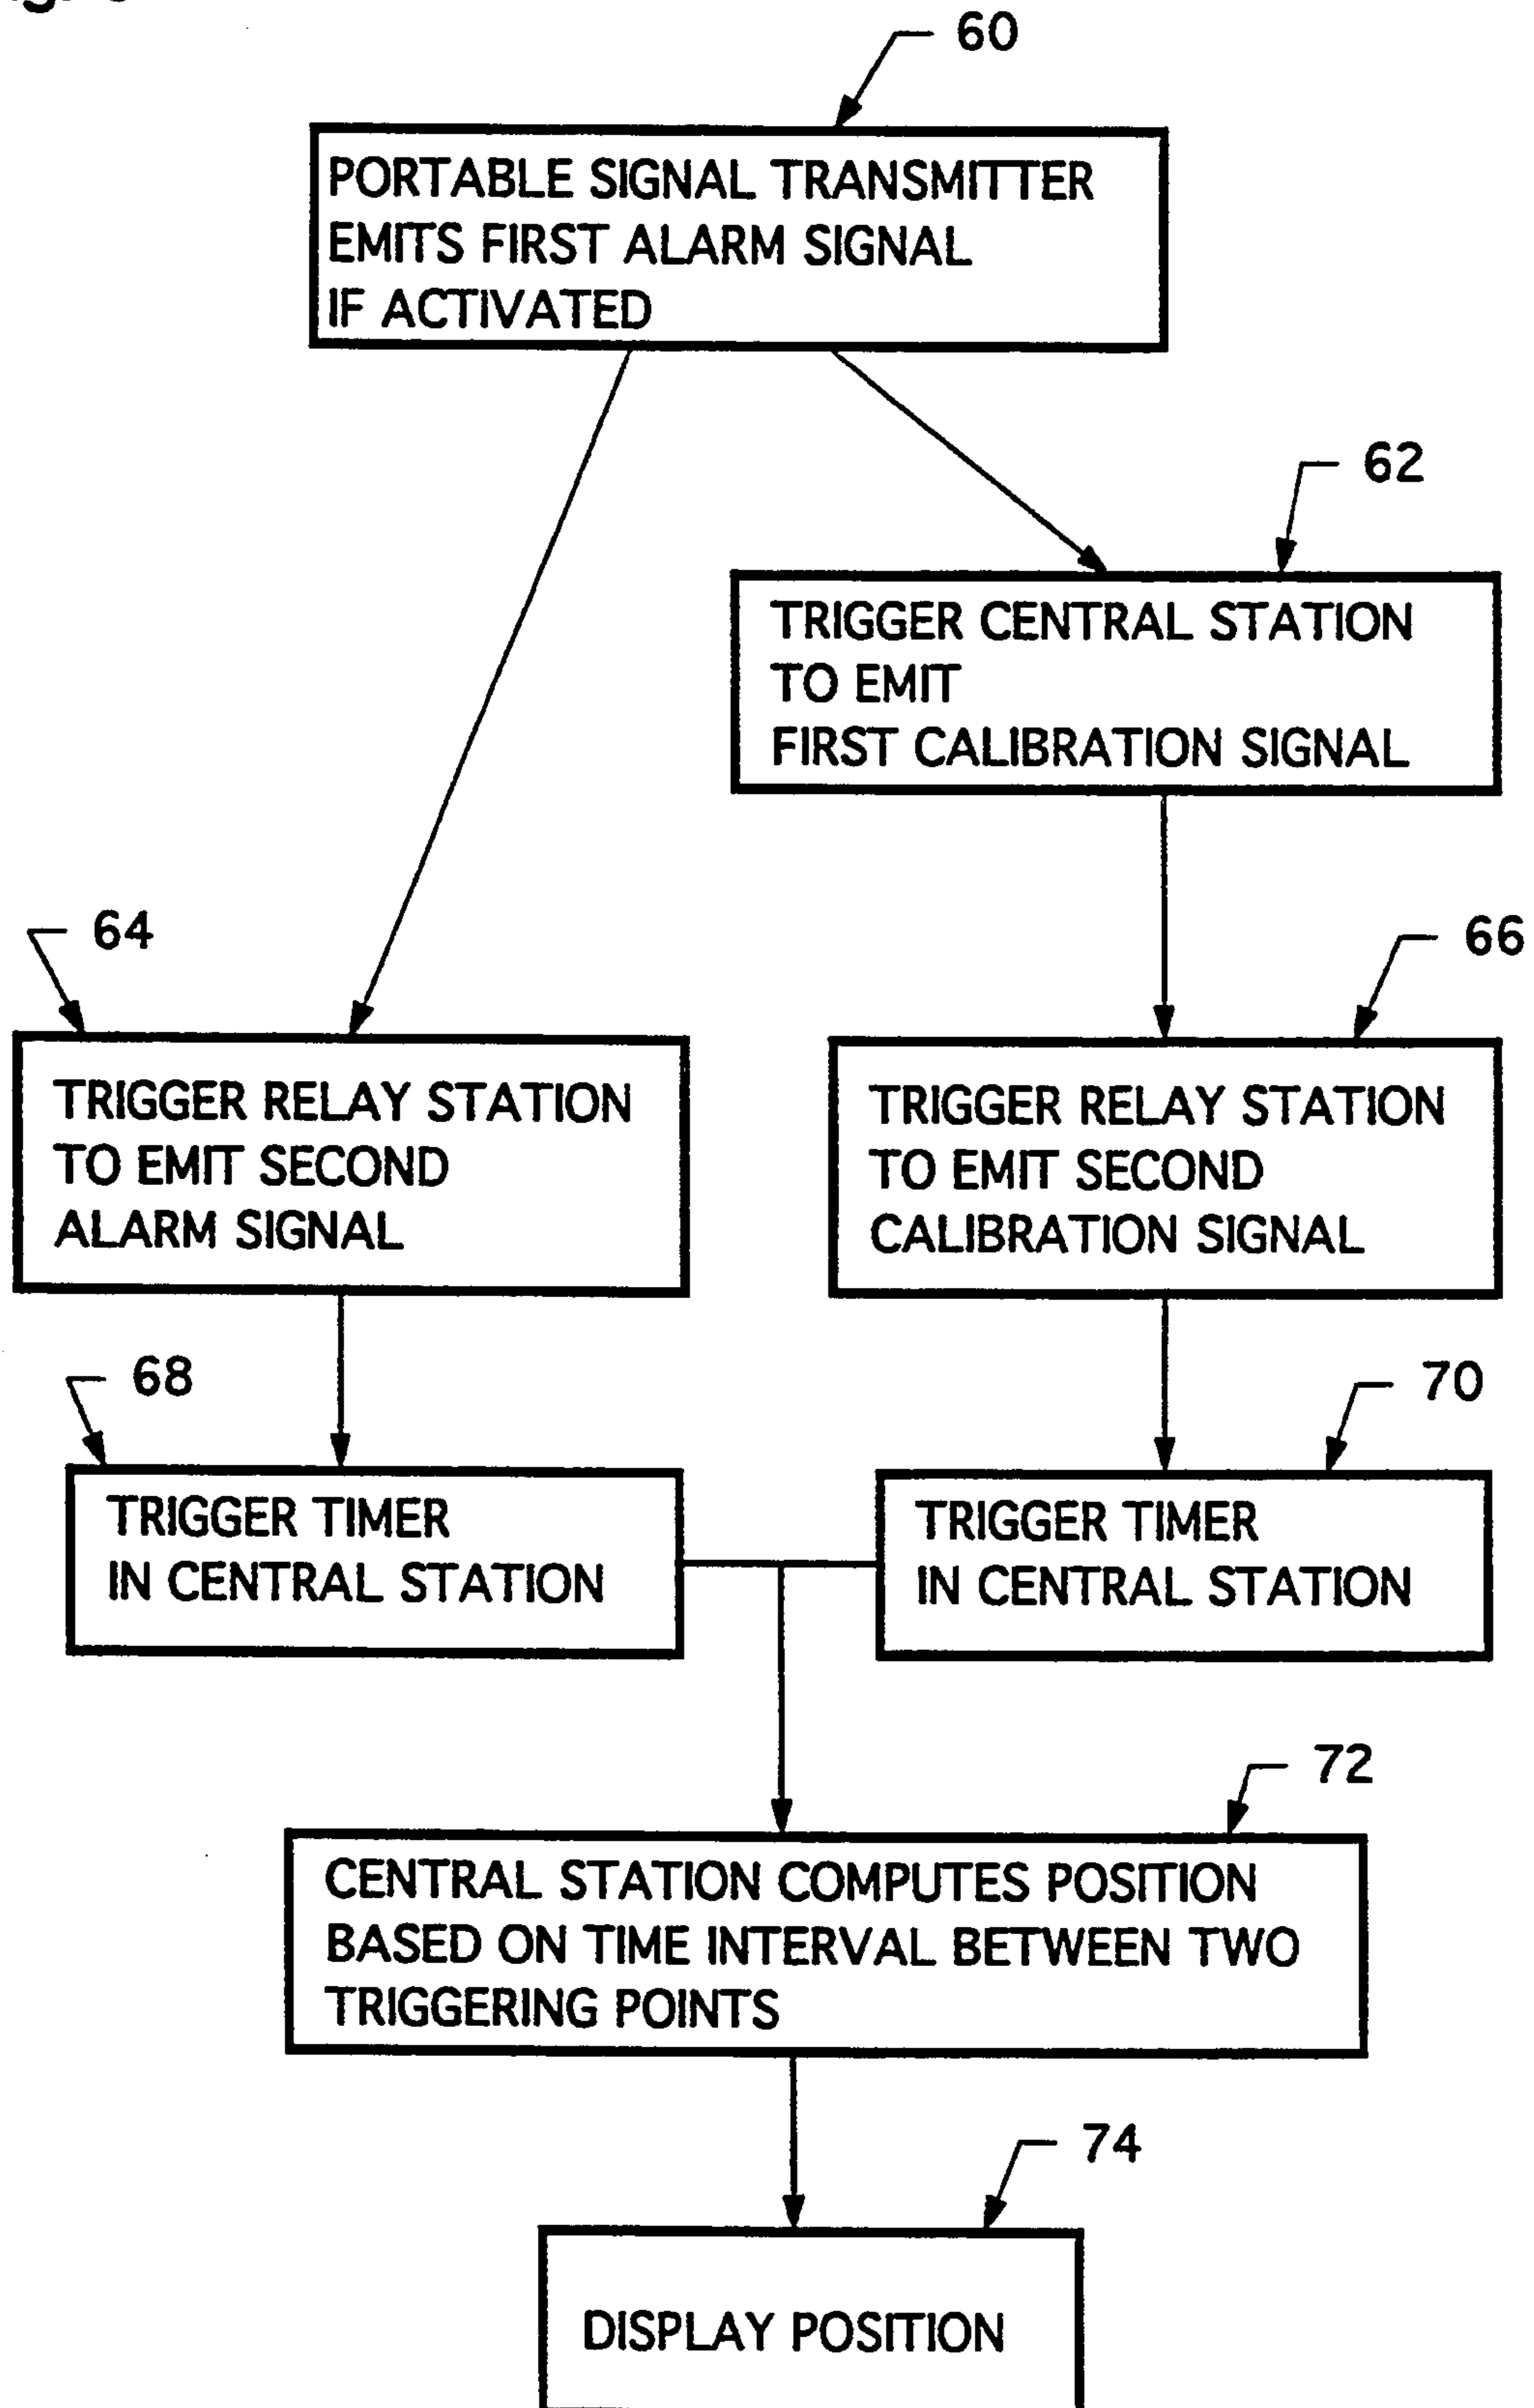 60
PORTABLE SIGNAL TRANSMITTER
EMITS FIRST ALARM SIGNAL
IF ACTIVATED
62
TRIGGER CENTRAL STATION
TO EMIT
FIRST CALIBRATION SIGNAL
64
66
TRIGGER RELAY STATION
TO EMIT SECOND
ALARM SIGNAL
TRIGGER RELAY STATION
TO EMIT SECOND
CALIBRATION SIGNAL
68
70
TRIGGER TIMER
IN CENTRAL STATION
TRIGGER TIMER
IN CENTRAL STATION
72
CENTRAL STATION COMPUTES POSITION
BASED ON TIME INTERVAL BETWEEN TWO
TRIGGERING POINTS
74
DISPLAY POSITION